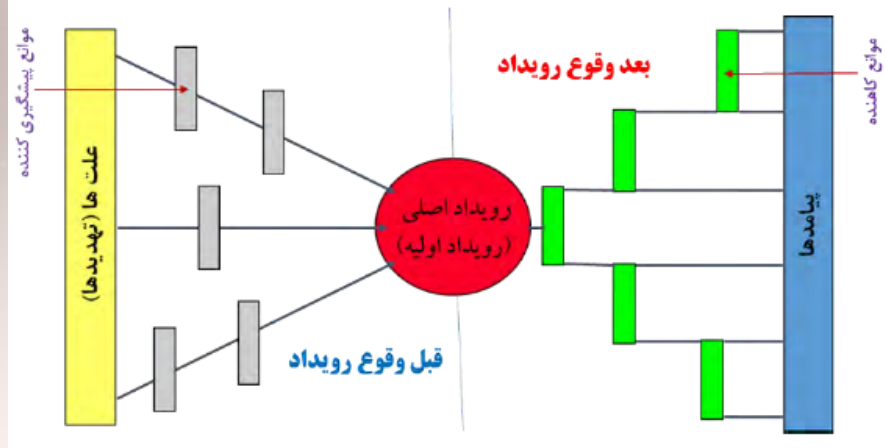 موانع پیشگیری کننده
علت ها (تهدیدها)
رویداد اصلی
(رویداد اولیه)
قبل وقوع رویداد
بعد وقوع رویداد
پیامدها
موانع کاهنده